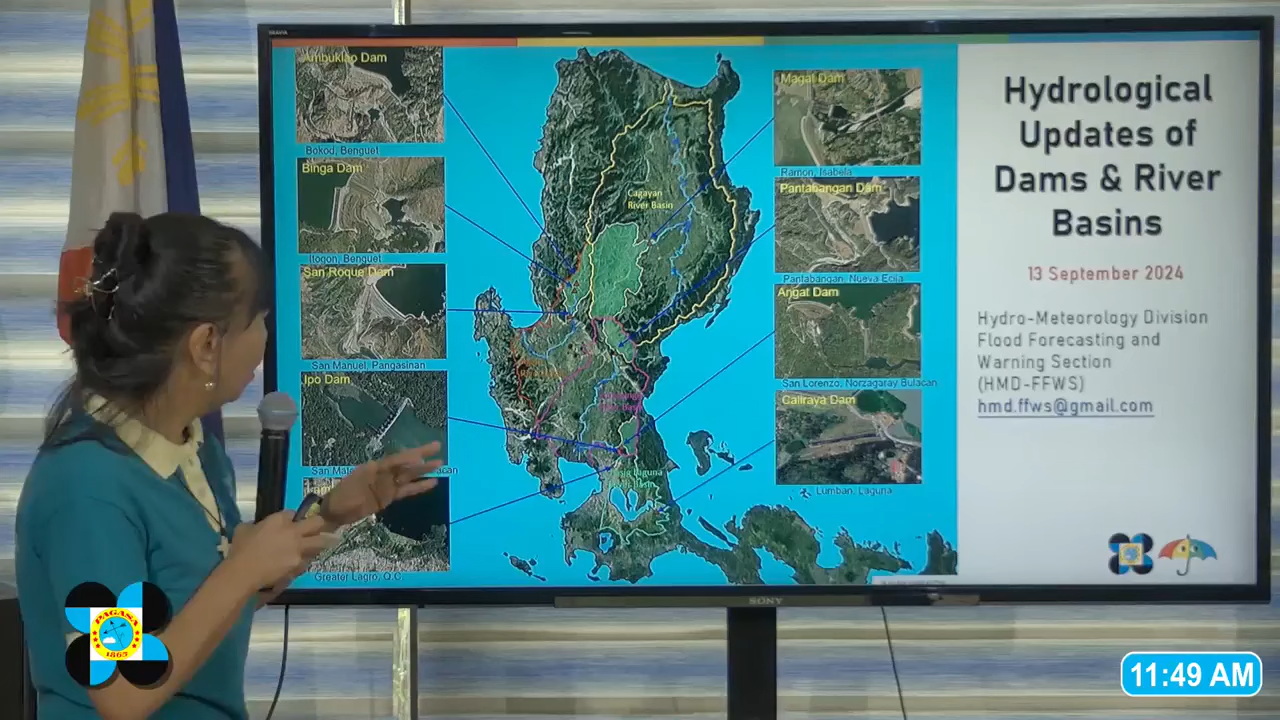 SONY
Ambuklao Dam
Bokod, Benguet
Binga Dam
Itogon, Benguet
San Roque Dam
San Manuel, Pangasinan
Ipo Dam
San
Greater Lagro, Q.C.
Cagayan
River Basin
Laguna
Magat Dam
Ramon, Isabela
Pantabangan Dam
Pantabangan, Nueva Ecija
Angat Dam
San Lorenzo, Norzagaray Bulacan
Caliraya Dam
Lumban, Laguna
Hydrological
Updates of
Dams & River
Basins
13 September 2024
Hydro-Meteorology Division
Flood Forecasting and
Warning Section
(HMD-FFWS)
hmd.ffws@gmail.com
PAGASA
1865
11:49 AM